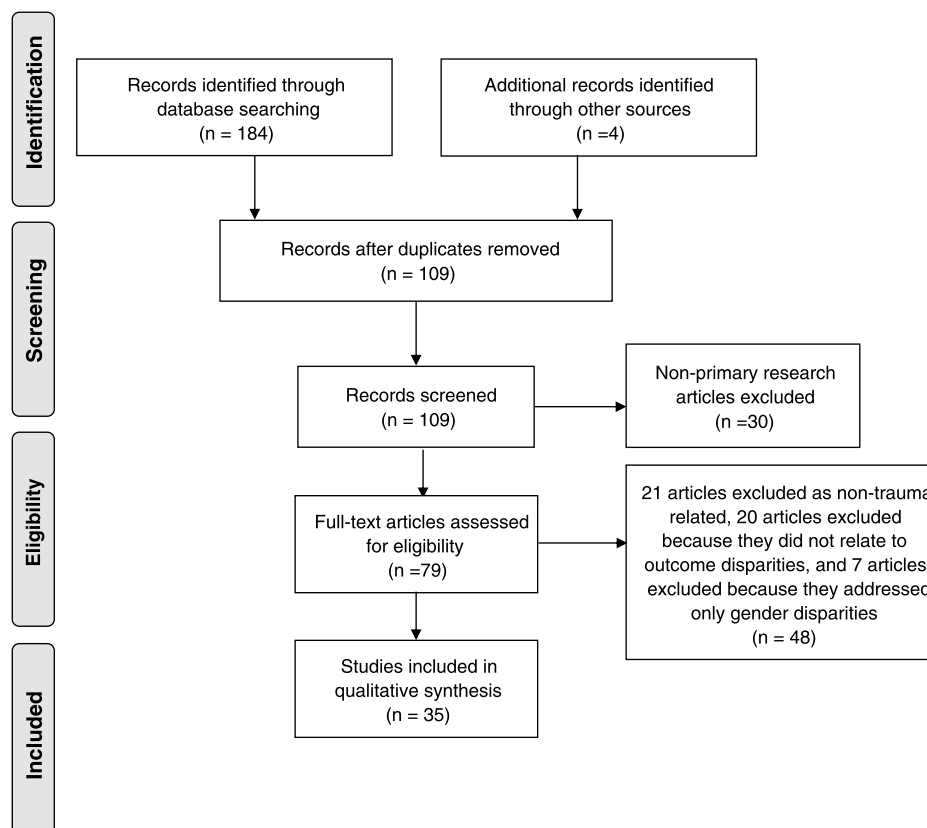 Identification
Records identified through
database searching
(n = 184)
Additional records identified
through other sources
(n =4)
Records after duplicates removed
(n = 109)
Screening
Records screened
(n = 109)
Non-primary research
articles excluded
(n =30)
Eligibility
Full-text articles assessed
for eligibility
(n =79)
21 articles excluded as non-trauma
related, 20 articles excluded
because they did not relate to
outcome disparities, and 7 articles
excluded because they addressed
only gender disparities
(n = 48)
Included
Studies included in
qualitative synthesis
(n = 35)